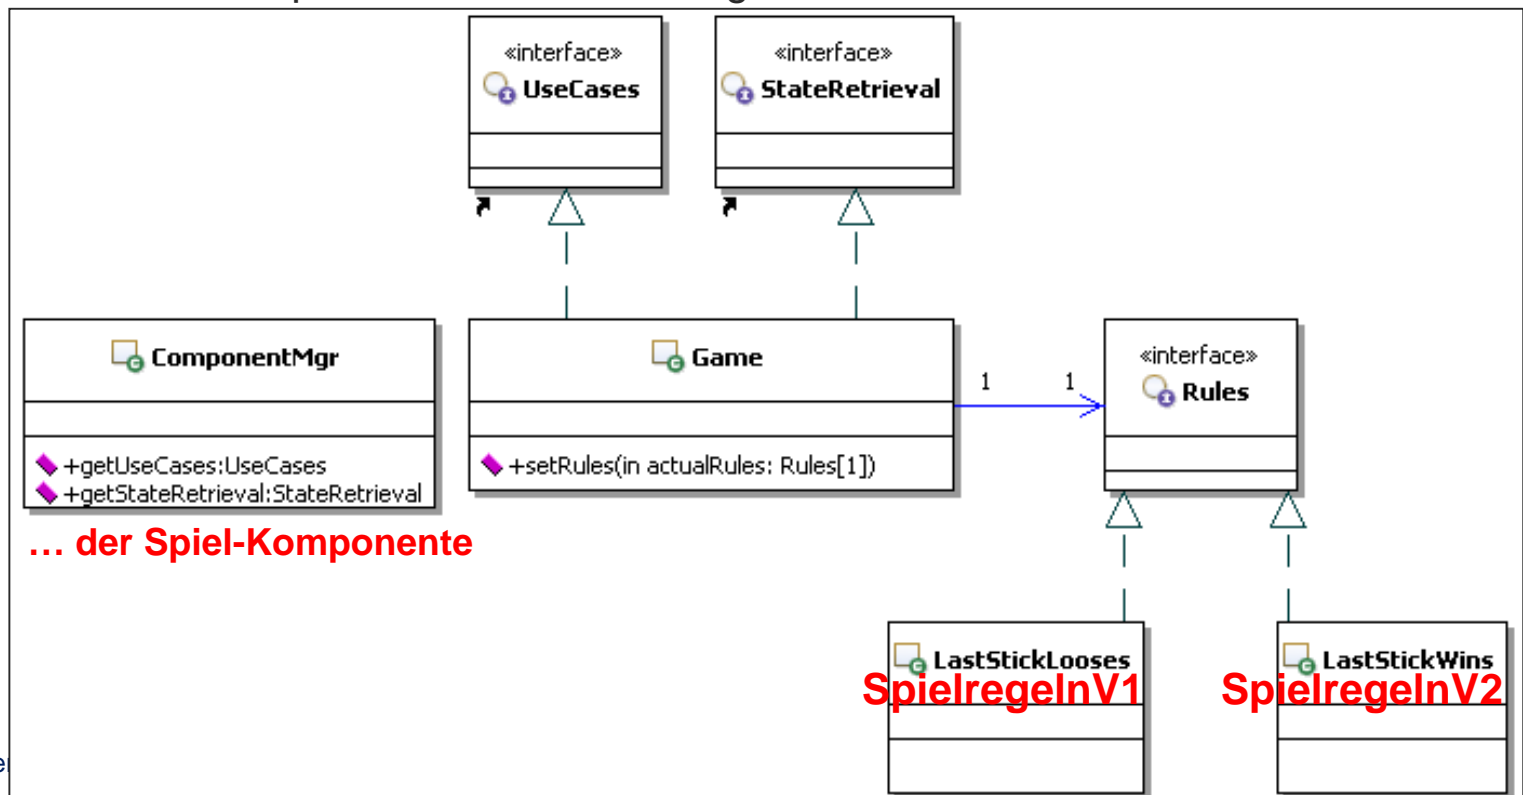 «interface»
UseCases
«interface»
StateRetrieval
ComponentMgr
+getUseCases:UseCases
+getStateRetrieval:StateRetrieval
… der Spiel-Komponente
Game
+setRules(in actualRules: Rules[1])
1
1
«interface»
Rules
LastStickLooses
SpielregelnV1
LastStickWins
SpielregelnV2